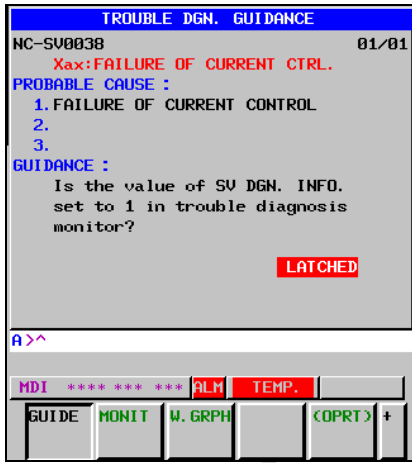 TROUBLE DGN. GUIDANCE
NC-SV0038 01/01
Xax:FAILURE OF CURRENT CTRL.
PROBABLE CAUSE :
1.FAILURE OF CURRENT CONTROL
2.
3.
GUIDANCE :
Is the value of SV DGN. INFO.
set to 1 in trouble diagnosis
monitor?
LATCHED
A>^
MDI **** *** *** ALM TEMP.
GUIDE MONIT W.GRPH (OPRT) +